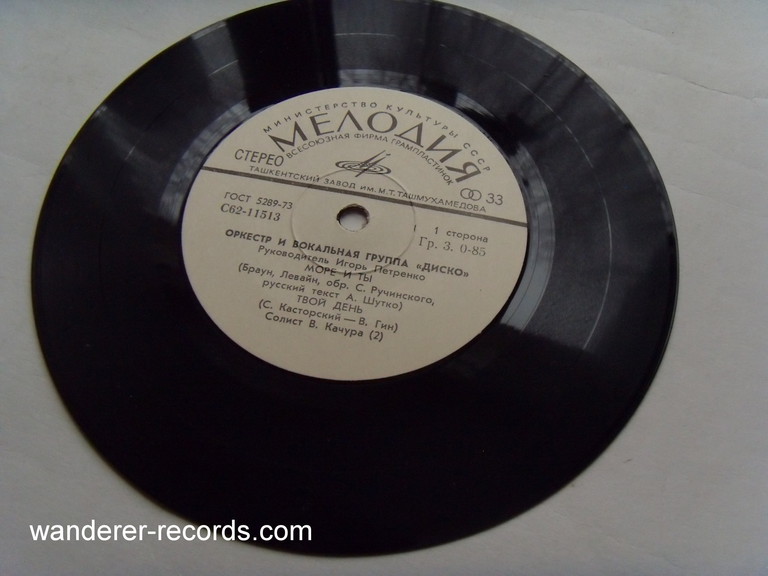 МИНИСТЕРСТВО КУЛЬТУРЫ СССР
МЕЛОДИЯ
ВСЕСОЮЗНАЯ ФИРМА ГРАМПЛАСТИНОК
СТЕРЕО
33
ТАШКЕНТСКИЙ ЗАВОД ИМ. М.Т. ТАШМУХАМЕДОВА
ГОСТ 5289-73
С62-11513
1 сторона
Гр. 3. 0-85
ОРКЕСТР И ВОКАЛЬНАЯ ГРУППА «ДИСКО»
Руководитель Игорь Петренко
МОРЕ И ТЫ
(Браун, Левайн, обр. С. Ручинского,
русский текст А. Шутко)
ТВОЙ ДЕНЬ
(С. Касторский — В. Гин)
Солист В. Качура (2)
wanderer-records.com